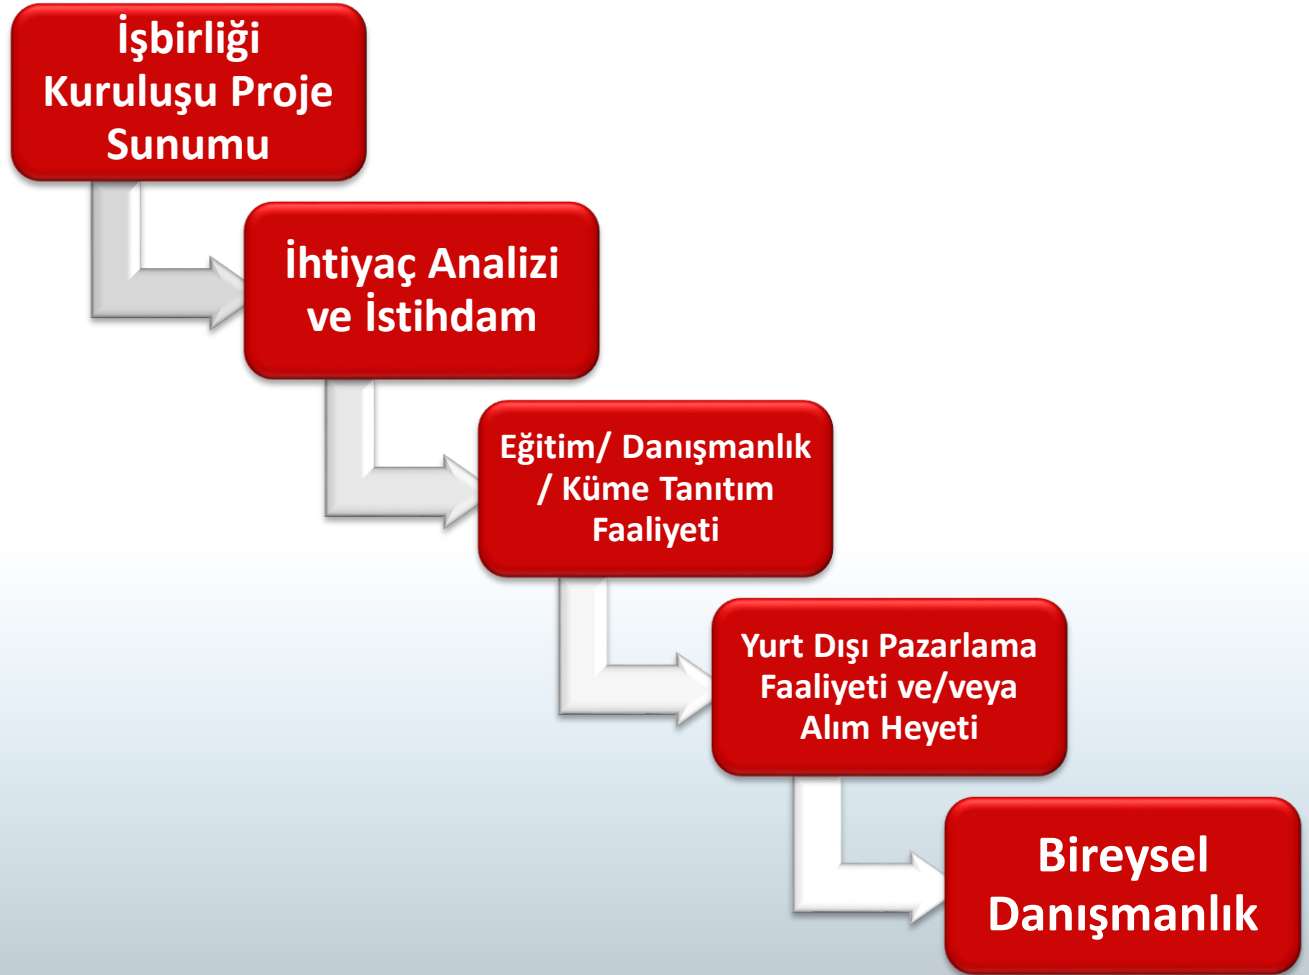 İşbirliği
Kuruluşu Proje
Sunumu
İhtiyaç Analizi
ve İstihdam
Eğitim/ Danışmanlık
/ Küme Tanıtım
Faaliyeti
Yurt Dışı Pazarlama
Faaliyeti ve/veya
Alım Heyeti
Bireysel
Danışmanlık